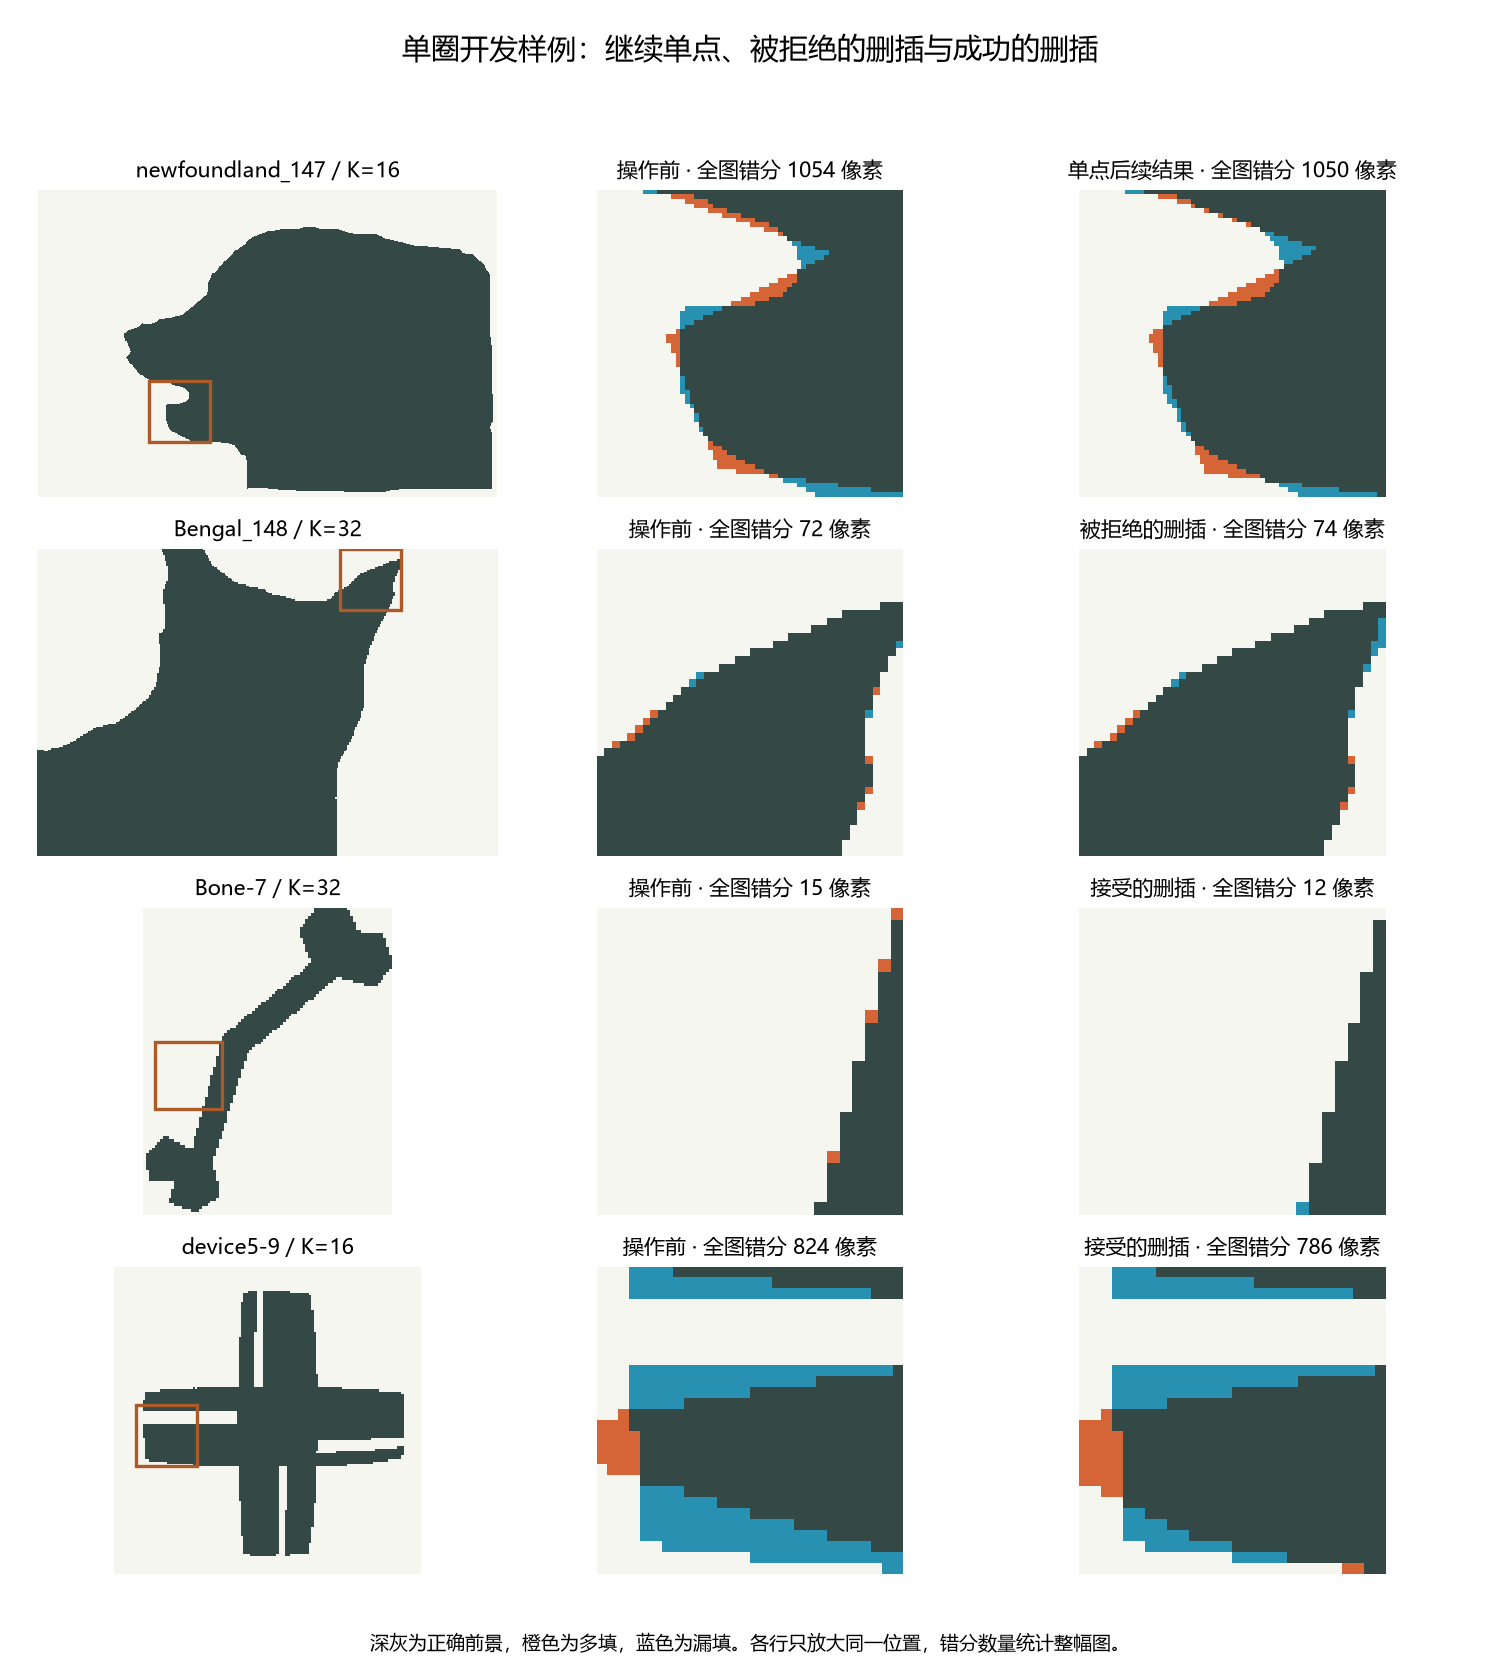 单圈开发样例：继续单点、被拒绝的删插与成功的删插
newfoundland_147 / K=16
操作前 · 全图错分 1054 像素
单点后续结果 · 全图错分 1050 像素
Bengal_148 / K=32
操作前 · 全图错分 72 像素
被拒绝的删插 · 全图错分 74 像素
Bone-7 / K=32
操作前 · 全图错分 15 像素
接受的删插 · 全图错分 12 像素
device5-9 / K=16
操作前 · 全图错分 824 像素
接受的删插 · 全图错分 786 像素
深灰为正确前景，橙色为多填，蓝色为漏填。各行只放大同一位置，错分数量统计整幅图。